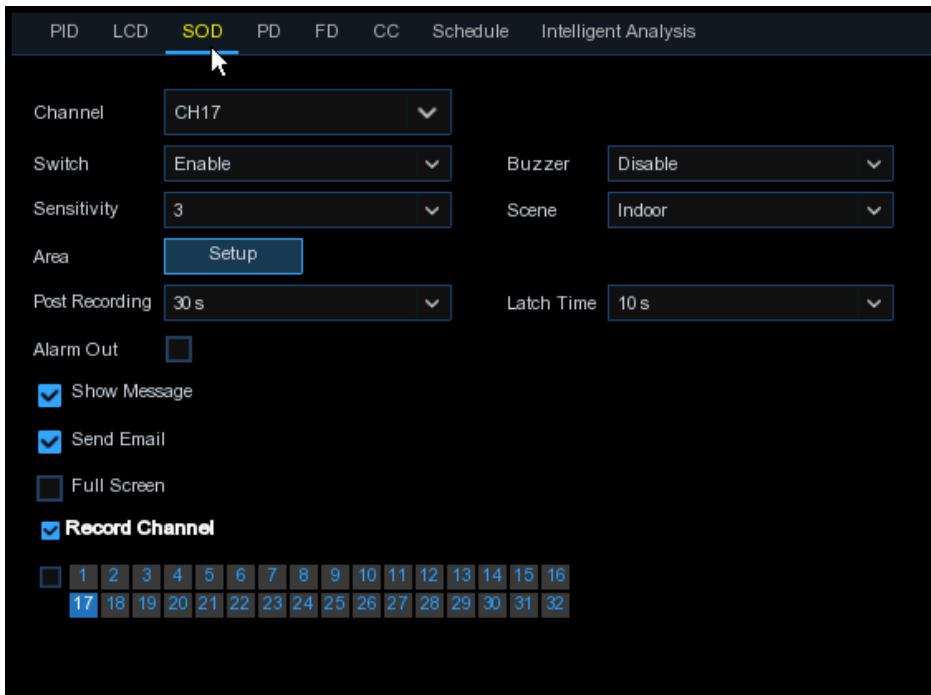 PID LCD SOD PD FD CC Schedule Intelligent Analysis
Channel CH17
Switch Enable Buzzer Disable
Sensitivity 3 Scene Indoor
Area Setup
Post Recording 30 s Latch Time 10 s
Alarm Out
Show Message
Send Email
Full Screen
Record Channel
1 2 3 4 5 6 7 8 9 10 11 12 13 14 15 16
17 18 19 20 21 22 23 24 25 26 27 28 29 30 31 32